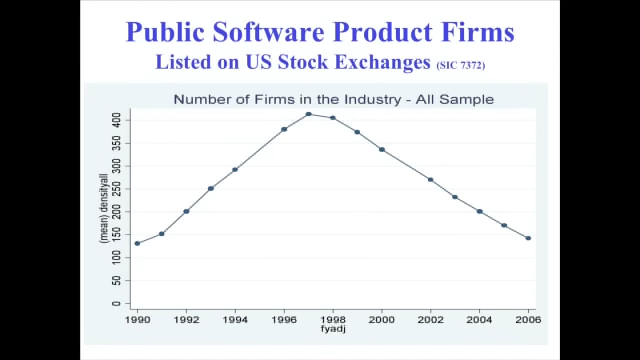 Public Software Product Firms
Listed on US Stock Exchanges (SIC 7372)
Number of Firms in the Industry - All Sample
(mean) densityall
400
350
300
250
200
150
100
50
0
1990 1992 1994 1996 1998 2000 2002 2004 2006
fyadj